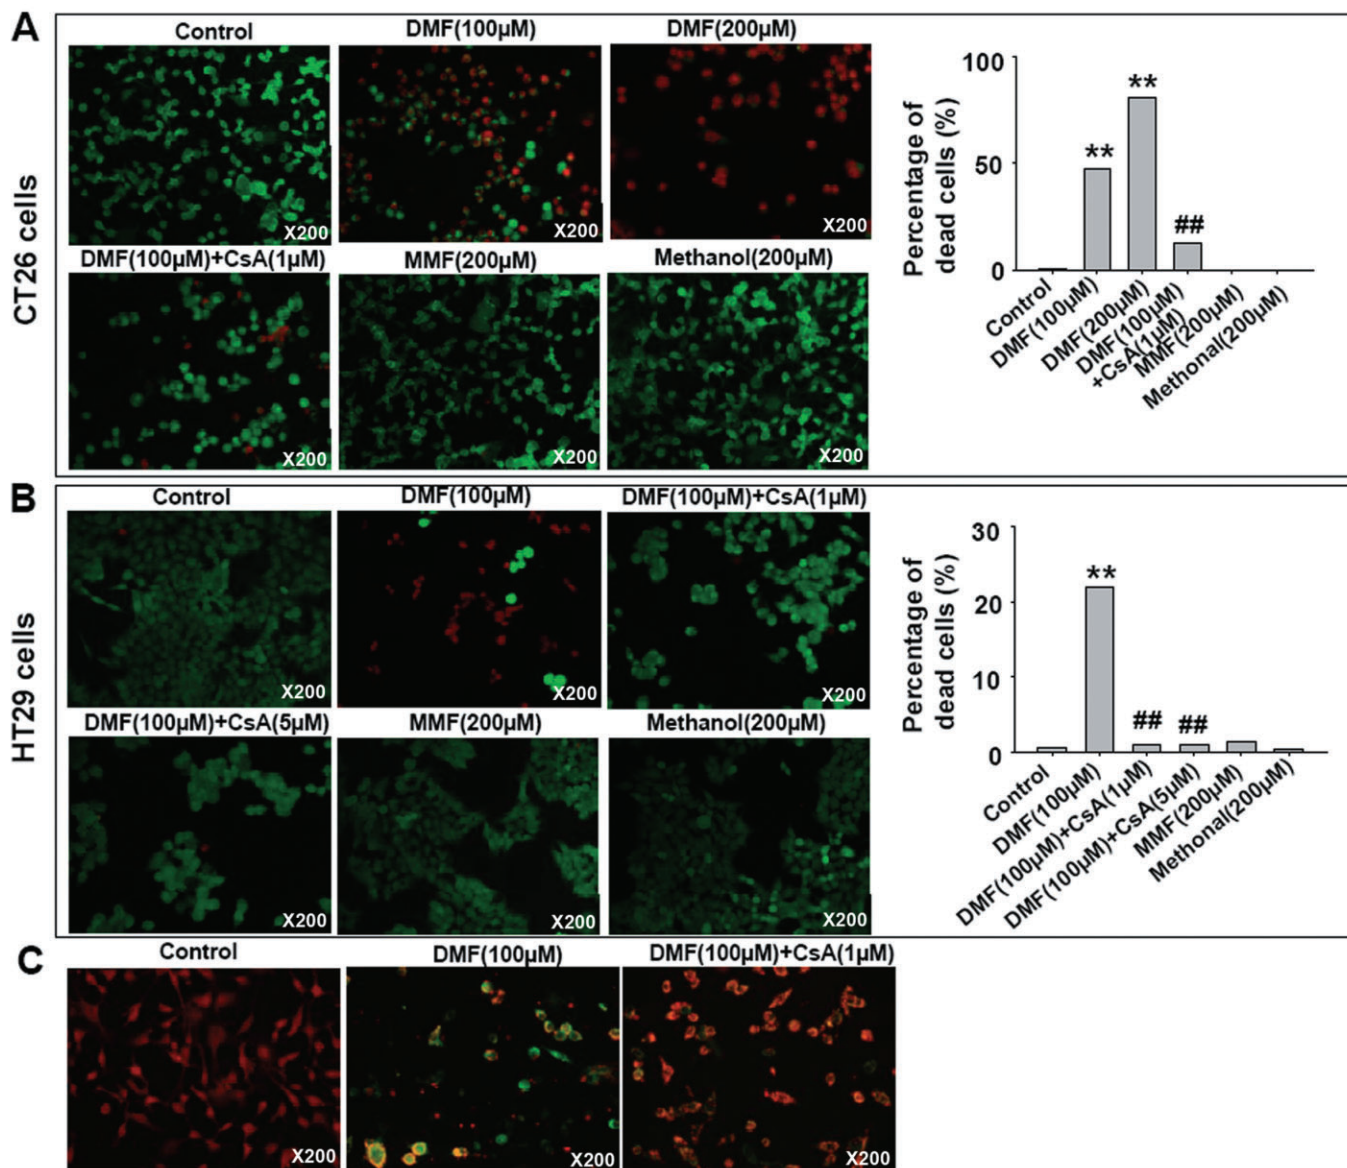 A
Control
DMF(100μM)
DMF(200μM)
CT26 cells
X200
X200
X200
DMF(100μM)+CsA(1μM)
MMF(200μM)
Methanol(200μM)
X200
X200
X200
Percentage of
dead cells (%)
100
50
0
**
**
##
Control
DMF(100μM)
DMF(200μM)
DMF(100μM)
+CsA(1μM)
MMF(200μM)
Methonal(200μM)
B
Control
DMF(100μM)
DMF(100μM)+CsA(1μM)
HT29 cells
X200
X200
X200
DMF(100μM)+CsA(5μM)
MMF(200μM)
Methanol(200μM)
X200
X200
X200
Percentage of
dead cells (%)
30
20
10
0
**
##
##
Control
DMF(100μM)
DMF(100μM)+CsA(1μM)
DMF(100μM)+CsA(5μM)
MMF(200μM)
Methonal(200μM)
C
Control
DMF(100μM)
DMF(100μM)+CsA(1μM)
X200
X200
X200